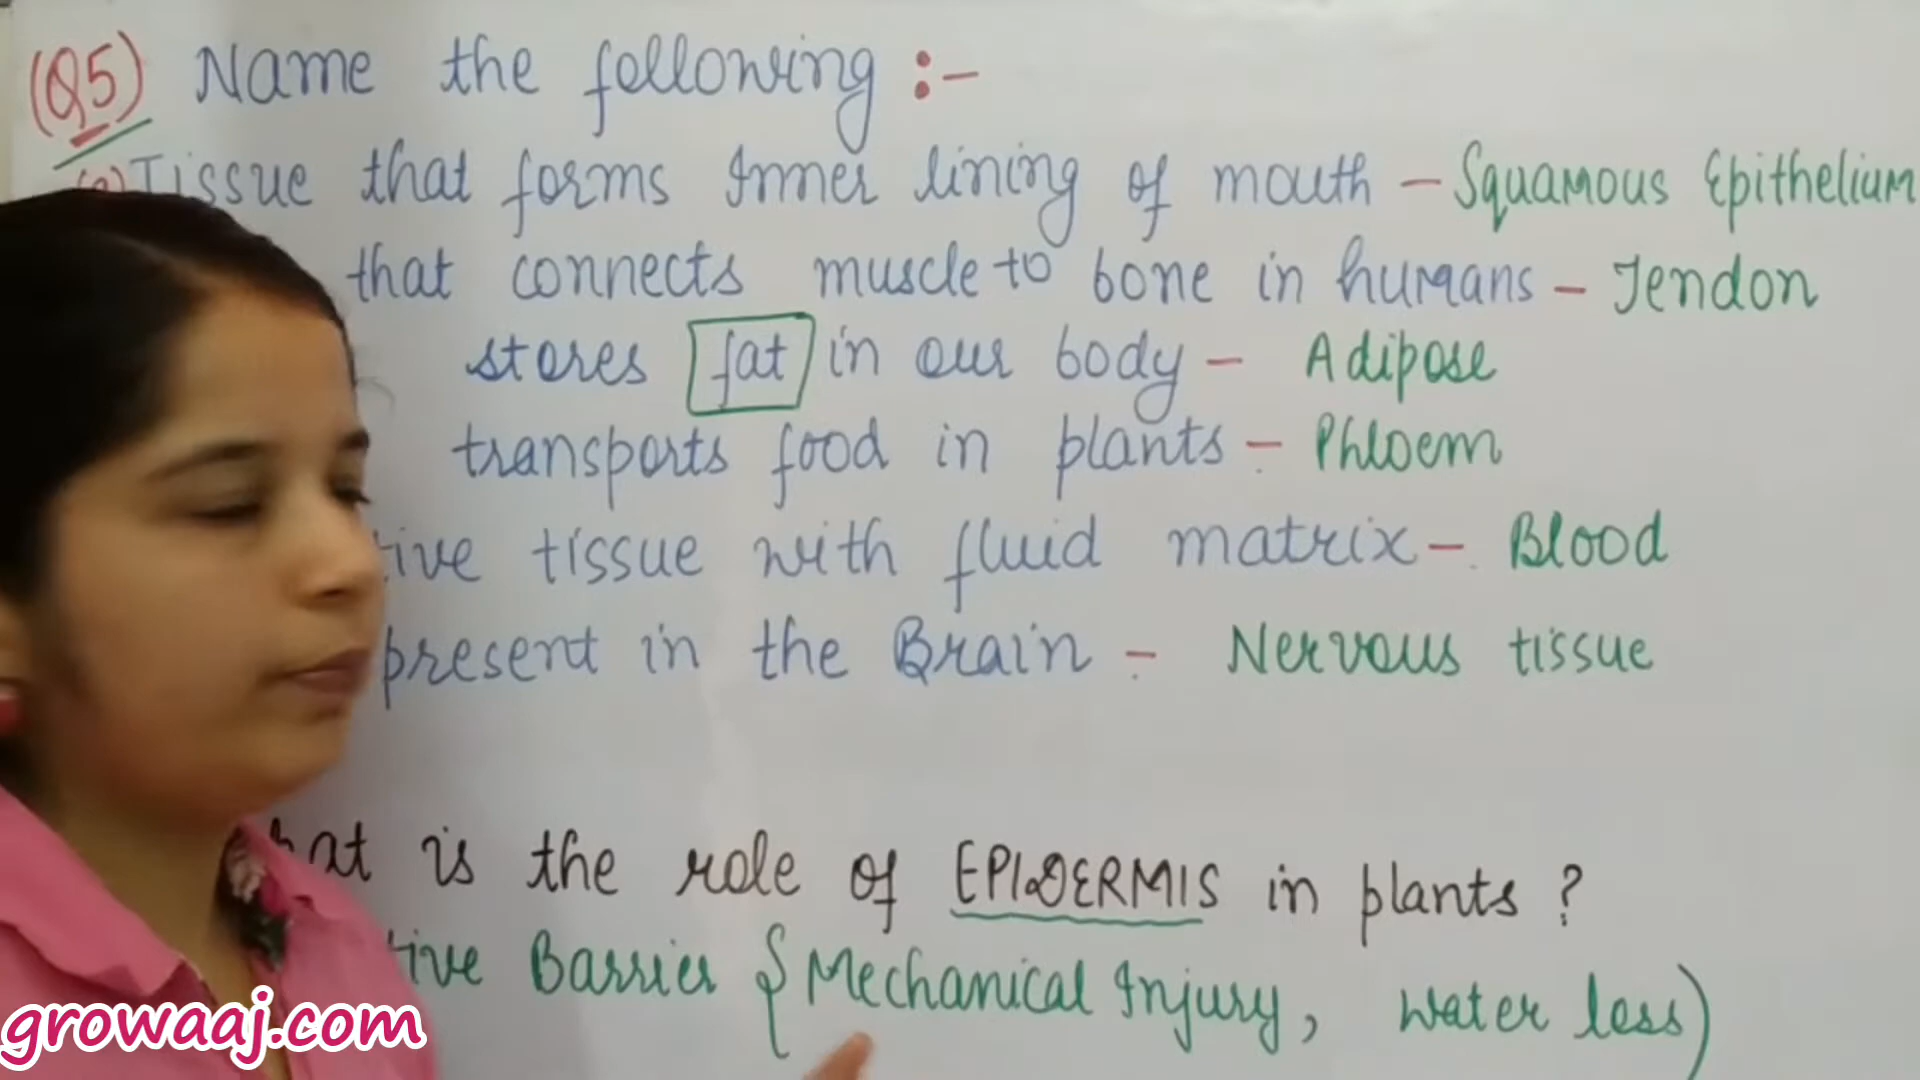 (Q5) Name the following :-
(a) Tissue that forms Inner lining of mouth - Squamous Epithelium
that connects muscle to bone in humans - Tendon
stores fat in our body - Adipose
transports food in plants - Phloem
tive tissue with fluid matrix - Blood
present in the Brain - Nervous tissue
hat is the role of EPIDERMIS in plants ?
tive Barrier { Mechanical Injury, water loss)
growaaj.com